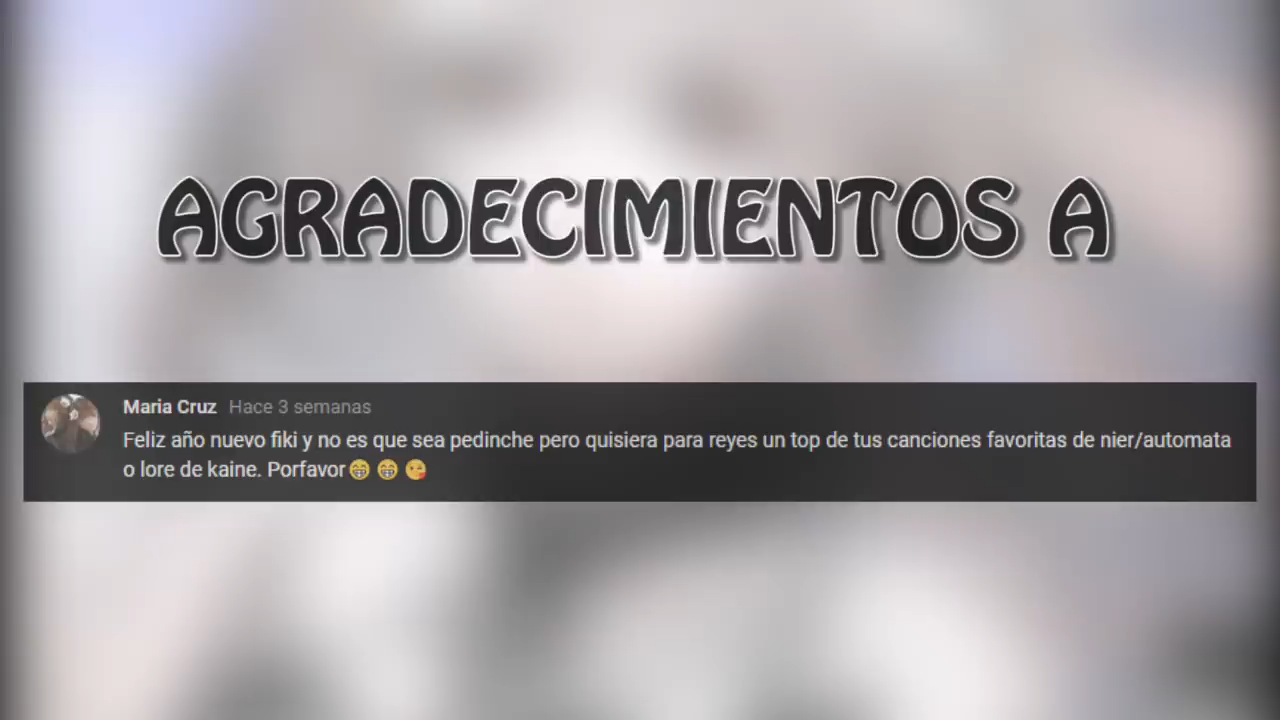 AGRADECIMIENTOS A
Maria Cruz Hace 3 semanas
Feliz año nuevo fiki y no es que sea pedinche pero quisiera para reyes un top de tus canciones favoritas de nier/automata
o lore de kaine. Porfavor😁😁😘